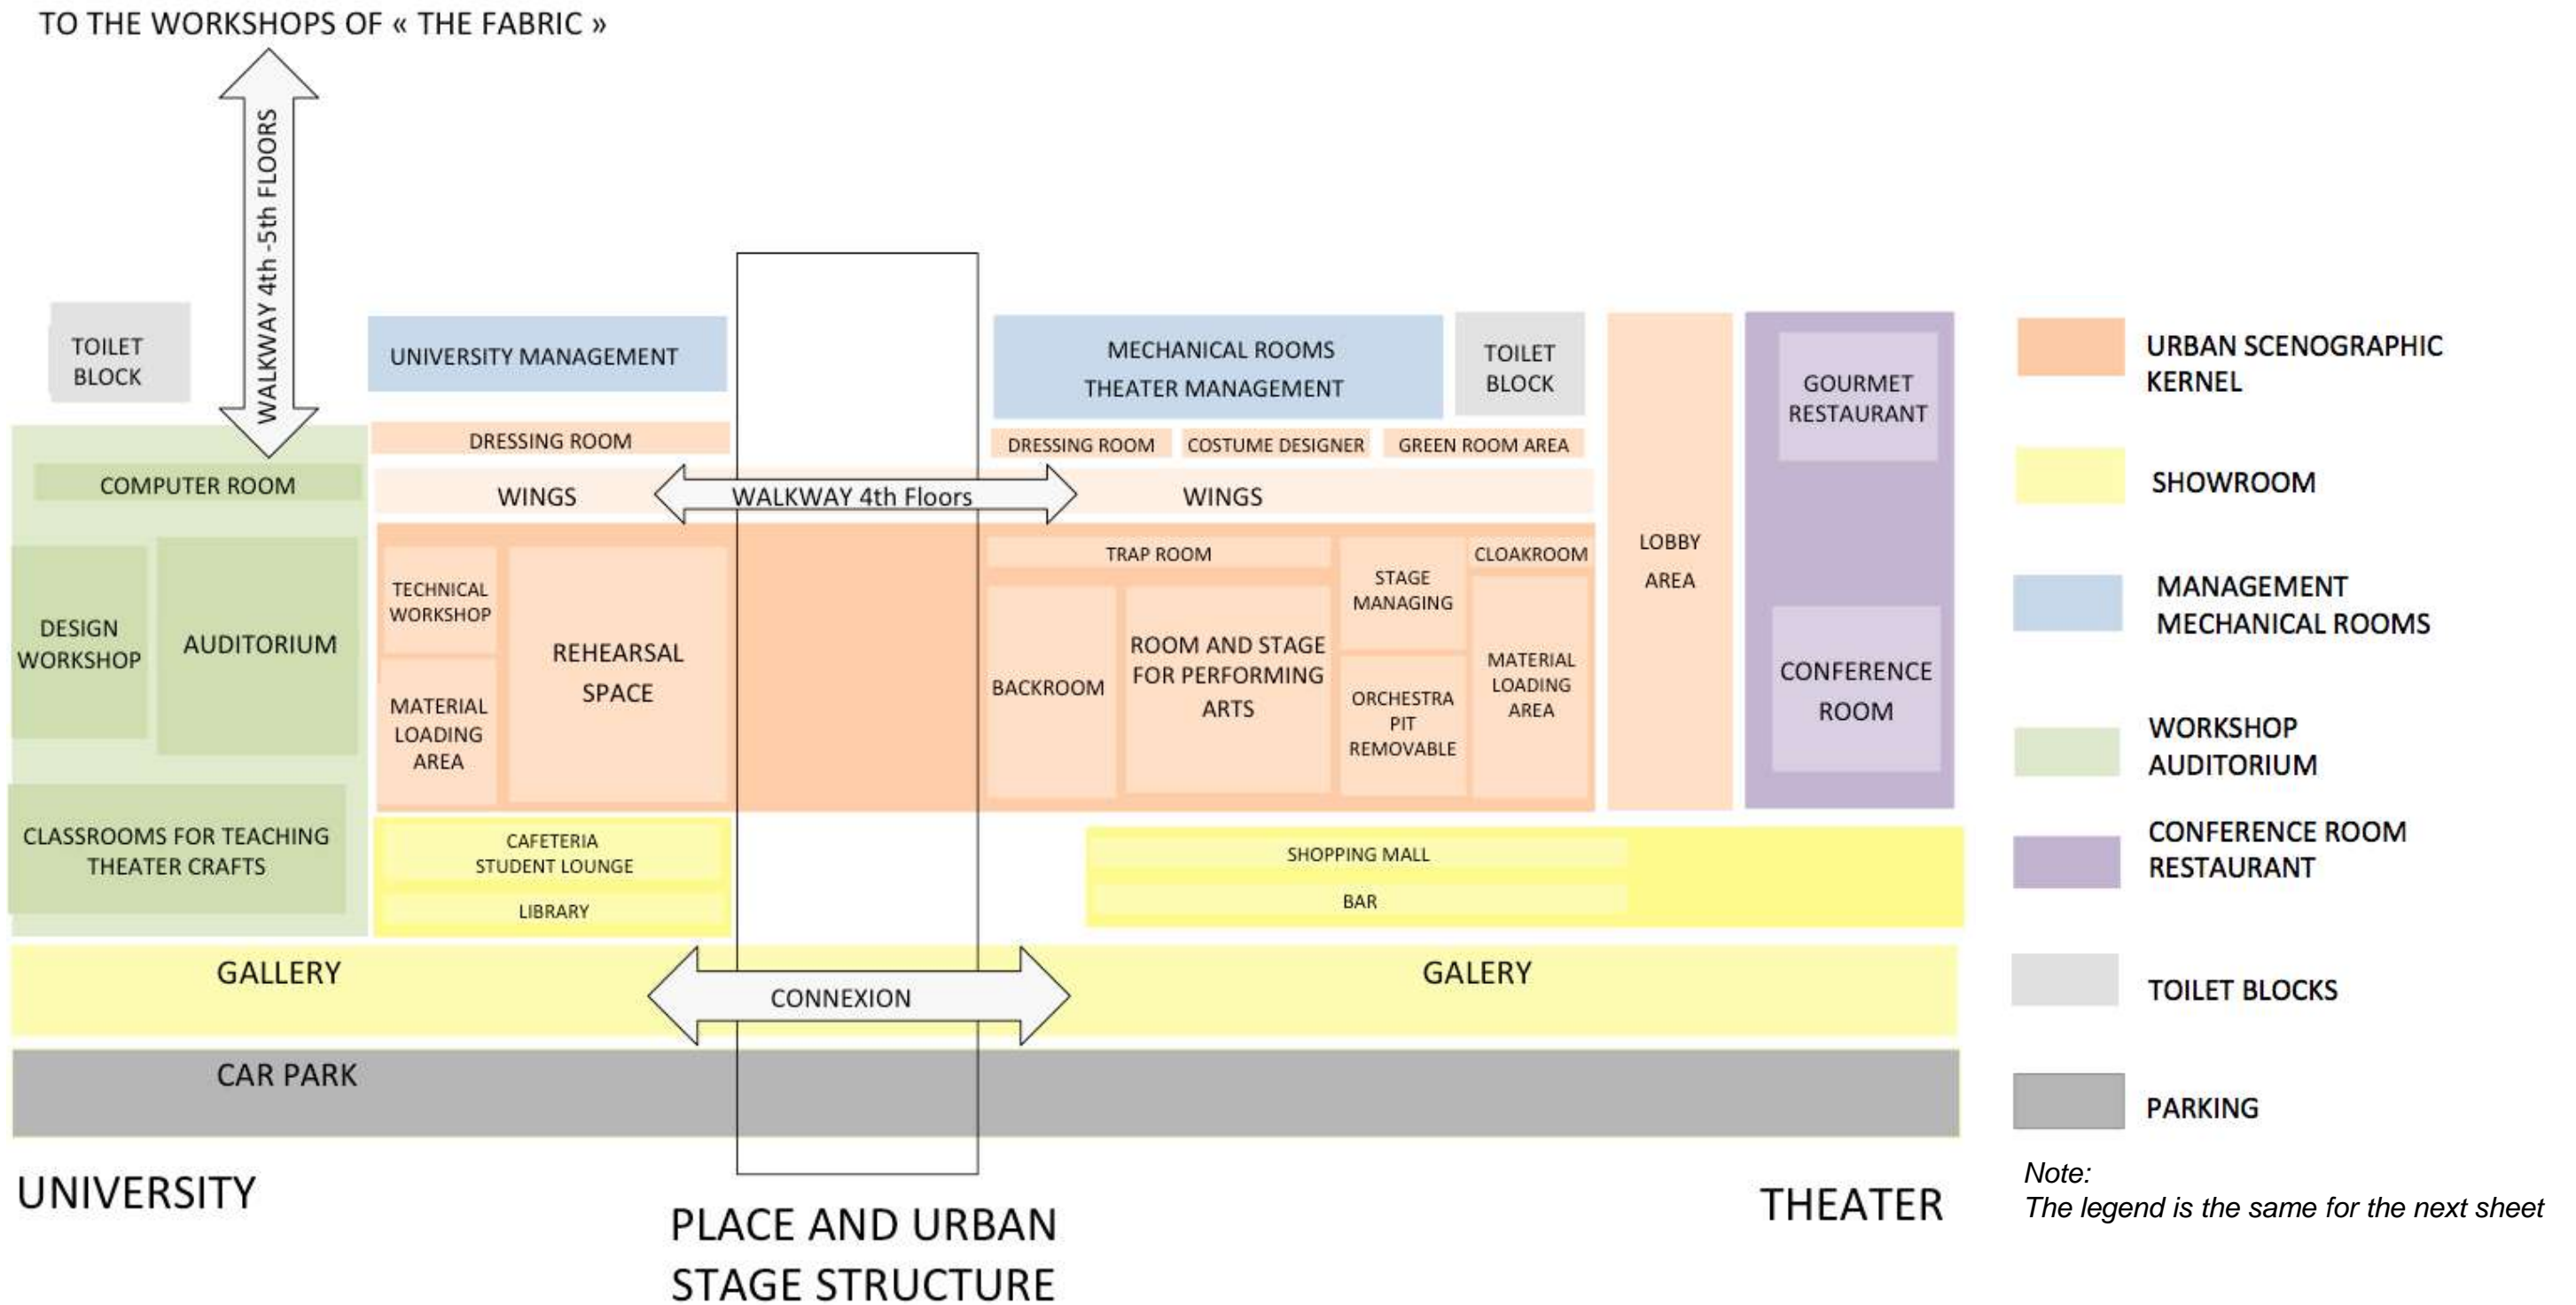 TO THE WORKSHOPS OF « THE FABRIC »
WALKWAY 4th -5th FLOORS
TOILET
BLOCK
UNIVERSITY MANAGEMENT
MECHANICAL ROOMS
THEATER MANAGEMENT
TOILET
BLOCK
DRESSING ROOM
DRESSING ROOM
COSTUME DESIGNER
GREEN ROOM AREA
COMPUTER ROOM
WINGS
WALKWAY 4th Floors
WINGS
DESIGN
WORKSHOP
AUDITORIUM
TECHNICAL
WORKSHOP
MATERIAL
LOADING
AREA
REHEARSAL
SPACE
TRAP ROOM
BACKROOM
ROOM AND STAGE
FOR PERFORMING
ARTS
STAGE
MANAGING
ORCHESTRA
PIT
REMOVABLE
CLOAKROOM
MATERIAL
LOADING
AREA
LOBBY
AREA
GOURMET
RESTAURANT
CONFERENCE
ROOM
CLASSROOMS FOR TEACHING
THEATER CRAFTS
CAFETERIA
STUDENT LOUNGE
LIBRARY
SHOPPING MALL
BAR
GALLERY
CONNEXION
GALERY
CAR PARK
UNIVERSITY
PLACE AND URBAN
STAGE STRUCTURE
THEATER
URBAN SCENOGRAPHIC
KERNEL
SHOWROOM
MANAGEMENT
MECHANICAL ROOMS
WORKSHOP
AUDITORIUM
CONFERENCE ROOM
RESTAURANT
TOILET BLOCKS
PARKING
Note:
The legend is the same for the next sheet